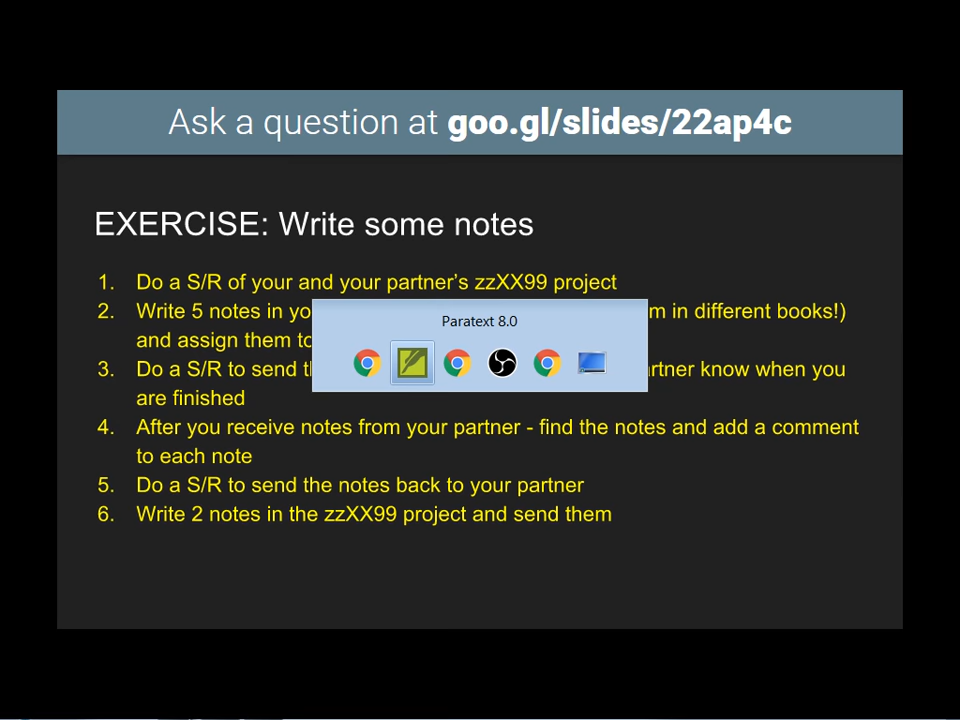 Ask a question at goo.gl/slides/22ap4c
EXERCISE: Write some notes
1. Do a S/R of your and your partner's zzXX99 project
2. Write 5 notes in in different books!)
Paratext 8.0
and assign them
3. Do a S/R to send know when you
are finished
4. After you receive notes from your partner - find the notes and add a comment
to each note
5. Do a S/R to send the notes back to your partner
6. Write 2 notes in the zzXX99 project and send them